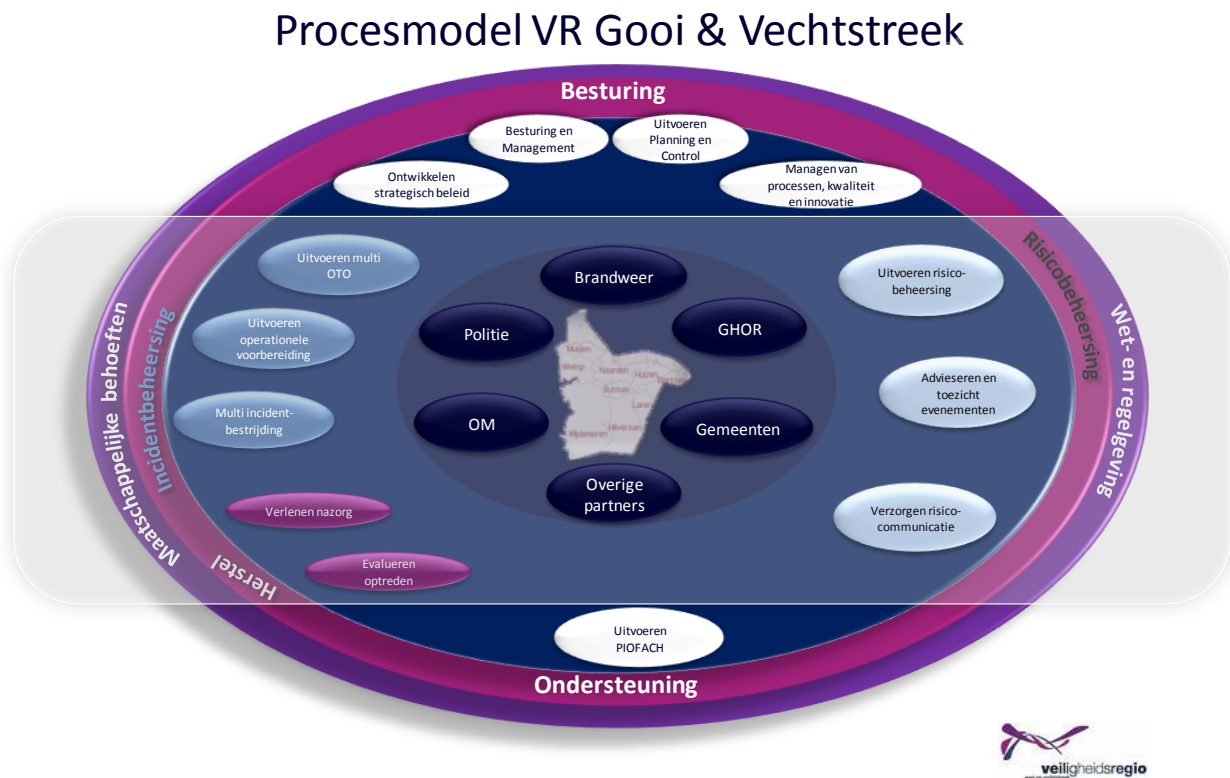 Procesmodel VR Gooi & Vechtstreek
Besturing
Besturing en
Management
Uitvoeren
Planning en
Control
Ontwikkelen
strategisch beleid
Managen van
processen, kwaliteit
en innovatie
Maatschappelijke behoeften
Incidentbeheersing
Herstel
Risicobeheersing
Wet- en regelgeving
Uitvoeren multi
OTO
Uitvoeren
operationele
voorbereiding
Multi incident-
bestrijding
Verlenen nazorg
Evalueren
optreden
Brandweer
Politie
GHOR
OM
Gemeenten
Overige
partners
Muiden
Weesp
Naarden
Huizen
Bussum
Laren
Hilversum
Wijdemeren
Uitvoeren risico-
beheersing
Advieseren en
toezicht
evenementen
Verzorgen risico-
communicatie
Uitvoeren
PIOFACH
Ondersteuning
veiligheidsregio